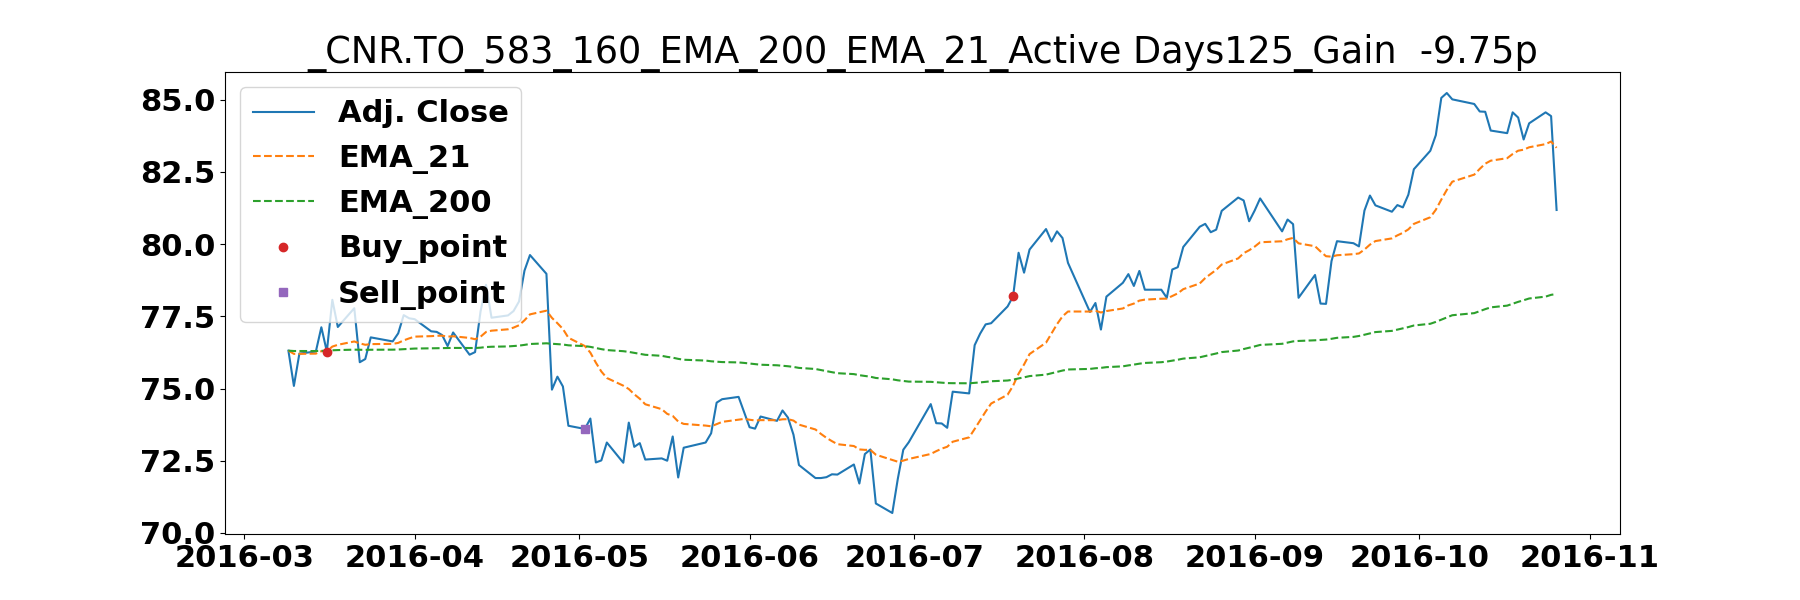 _CNR.TO_583_160_EMA_200_EMA_21_Active Days125_Gain  -9.75p
85.0
82.5
80.0
77.5
75.0
72.5
70.0
Adj. Close
EMA_21
EMA_200
Buy_point
Sell_point
2016-03 2016-04 2016-05 2016-06 2016-07 2016-08 2016-09 2016-10 2016-11